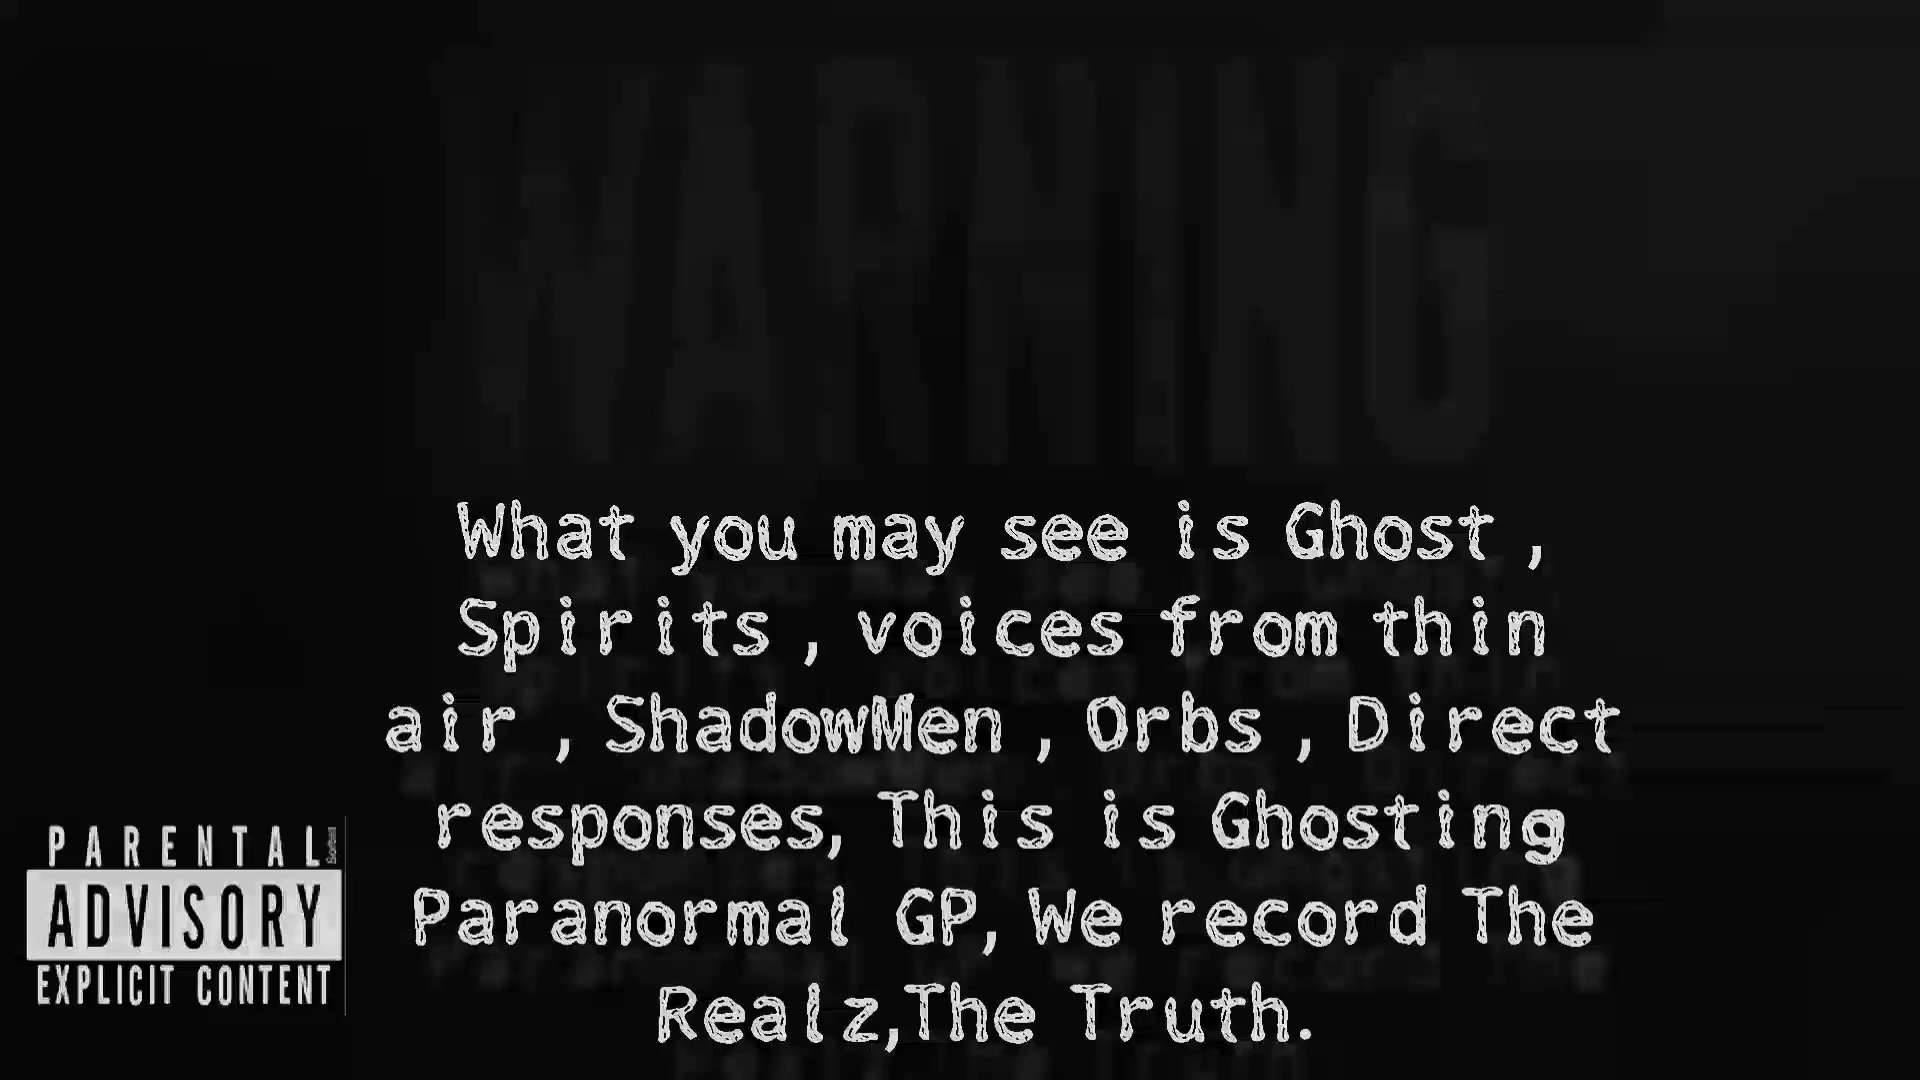 WARNING
What you may see is Ghost ,
Spirits , voices from thin
air , ShadowMen , Orbs , Direct
responses, This is Ghosting
Paranormal GP, We record The
Realz,The Truth.
PARENTAL
ADVISORY
EXPLICIT CONTENT